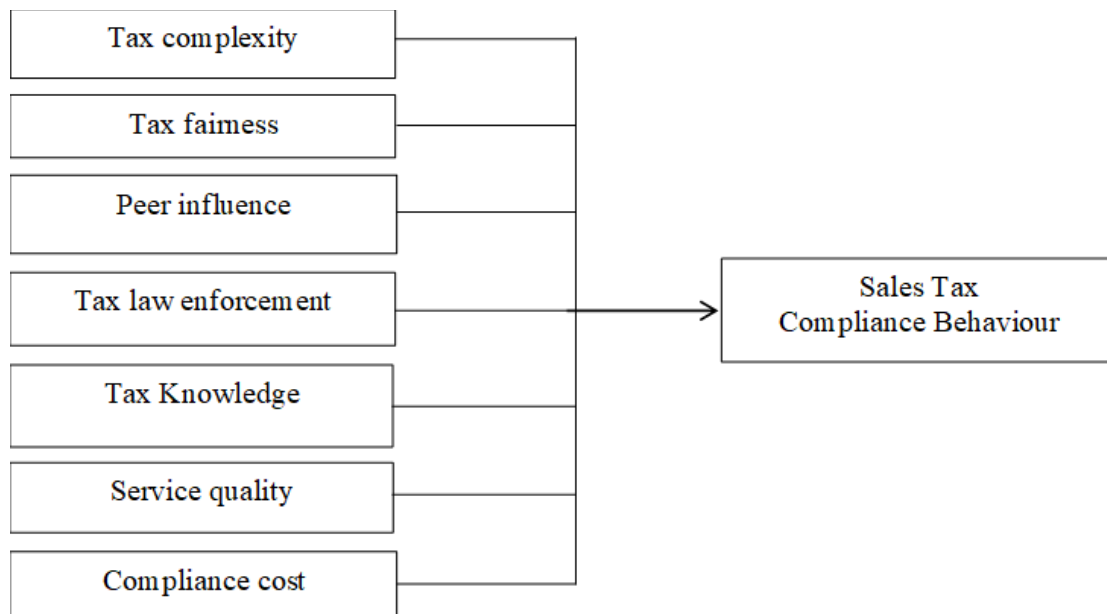 Tax complexity
Tax fairness
Peer influence
Tax law enforcement
Tax Knowledge
Service quality
Compliance cost
Sales Tax
Compliance Behaviour